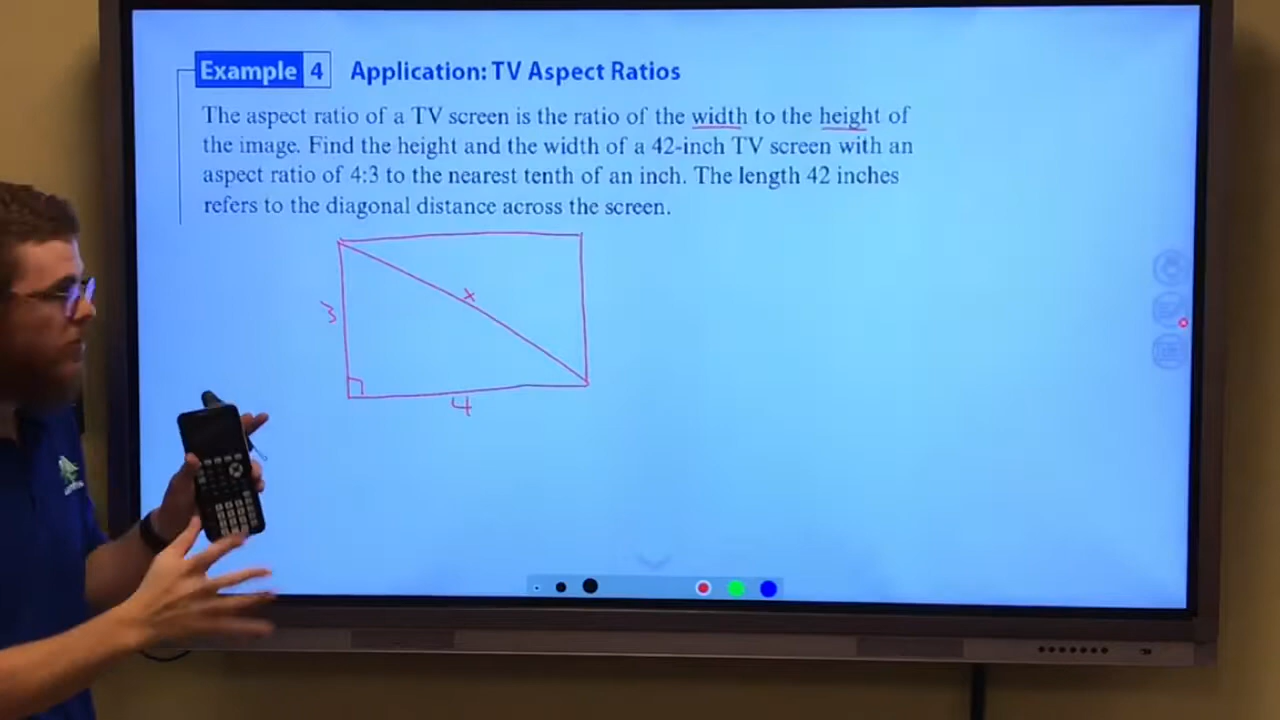 Example 4 Application: TV Aspect Ratios
The aspect ratio of a TV screen is the ratio of the width to the height of
the image. Find the height and the width of a 42-inch TV screen with an
aspect ratio of 4:3 to the nearest tenth of an inch. The length 42 inches
refers to the diagonal distance across the screen.
x
3
4